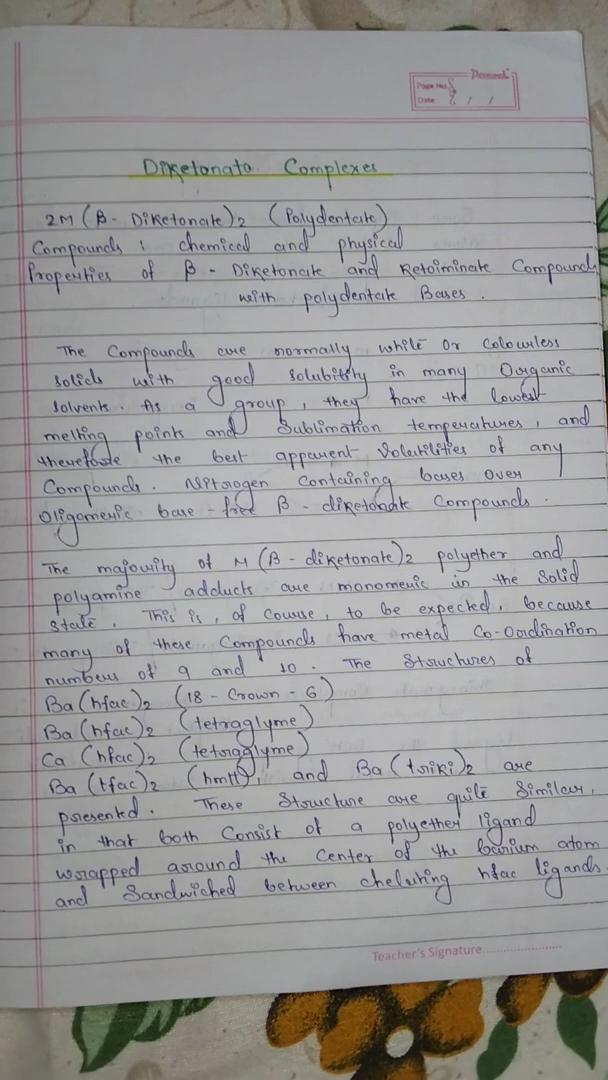 Peacock
Page No.
Date / /
Diketonato Complexes
2M (β - Diketonate)2 (Polydentate)
Compounds : chemical and physical
Properties of β - Diketonate and Ketoiminate Compound
with polydentate Bases .
The Compounds are normally white or colourless
solids with good solubility in many Organic
solvents . As a group , they have the lowest
melting points and Sublimation temperatures , and
therefore the best apparent Volatilities of any
Compounds . Nitrogen Containing bases over
Oligomeric base - free β - diketonate Compounds .
The majority of M (β - diketonate)2 polyether and
polyamine adducts are monomeric in the Solid
state . This is , of Course , to be expected , because
many of these Compounds have metal Co-Ordination
numbers of 9 and 10 . The Structures of
Ba (hfac)2 (18 - Crown - 6)
Ba (hfac)2 (tetraglyme)
Ca (hfac)2 (tetraglyme)
Ba (tfac)2 and Ba ( )2 are
presented . These Structure are quite Similar ,
in that both Consist of a polyether ligand
wrapped around the Center of the barium atom
and Sandwiched between chelating hfac ligands .
Teacher's Signature........................